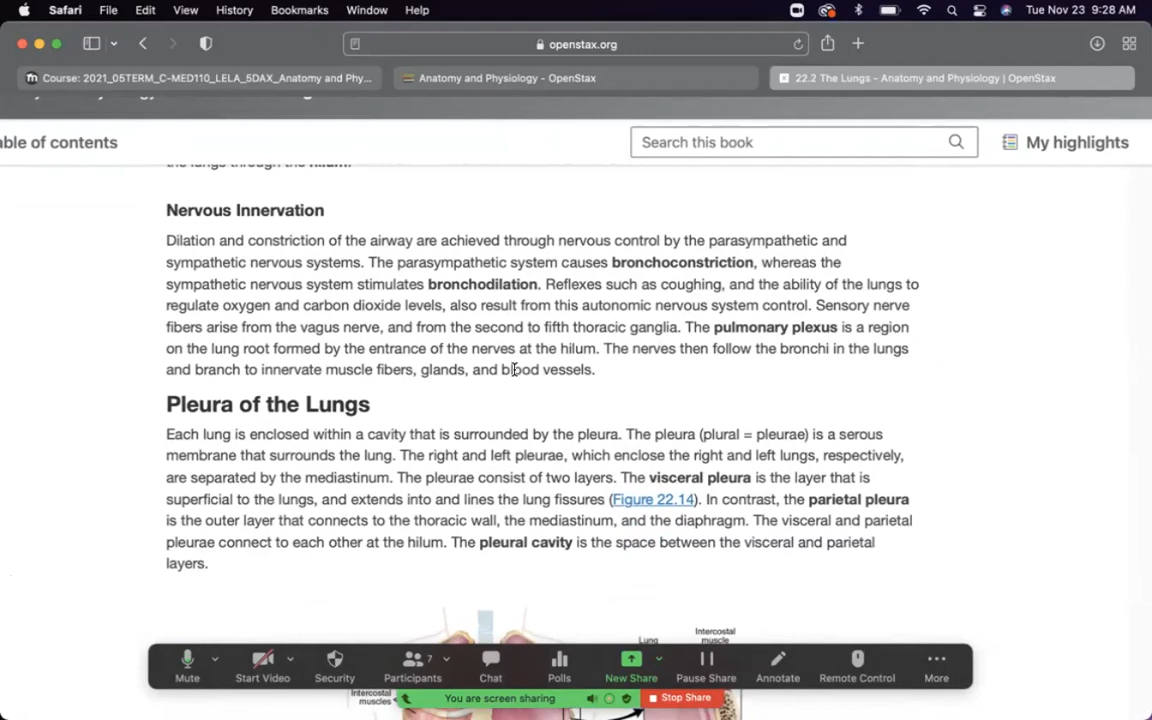 Safari File Edit View History Bookmarks Window Help Tue Nov 23 9:28 AM
openstax.org
Course: 2021_05TERM_C-MED110_LELA_5DAX_Anatomy and Phy... Anatomy and Physiology - OpenStax 22.2 The Lungs - Anatomy and Physiology | OpenStax
able of contents Search this book My highlights
the lungs through the hilum.
Nervous Innervation
Dilation and constriction of the airway are achieved through nervous control by the parasympathetic and
sympathetic nervous systems. The parasympathetic system causes bronchoconstriction, whereas the
sympathetic nervous system stimulates bronchodilation. Reflexes such as coughing, and the ability of the lungs to
regulate oxygen and carbon dioxide levels, also result from this autonomic nervous system control. Sensory nerve
fibers arise from the vagus nerve, and from the second to fifth thoracic ganglia. The pulmonary plexus is a region
on the lung root formed by the entrance of the nerves at the hilum. The nerves then follow the bronchi in the lungs
and branch to innervate muscle fibers, glands, and blood vessels.
Pleura of the Lungs
Each lung is enclosed within a cavity that is surrounded by the pleura. The pleura (plural = pleurae) is a serous
membrane that surrounds the lung. The right and left pleurae, which enclose the right and left lungs, respectively,
are separated by the mediastinum. The pleurae consist of two layers. The visceral pleura is the layer that is
superficial to the lungs, and extends into and lines the lung fissures (Figure 22.14). In contrast, the parietal pleura
is the outer layer that connects to the thoracic wall, the mediastinum, and the diaphragm. The visceral and parietal
pleurae connect to each other at the hilum. The pleural cavity is the space between the visceral and parietal
layers.
Lung
Intercostal
muscle
Mute Start Video Security Participants 7 Chat Polls New Share Pause Share Annotate Remote Control More
Intercostal
muscles
You are screen sharing Stop Share